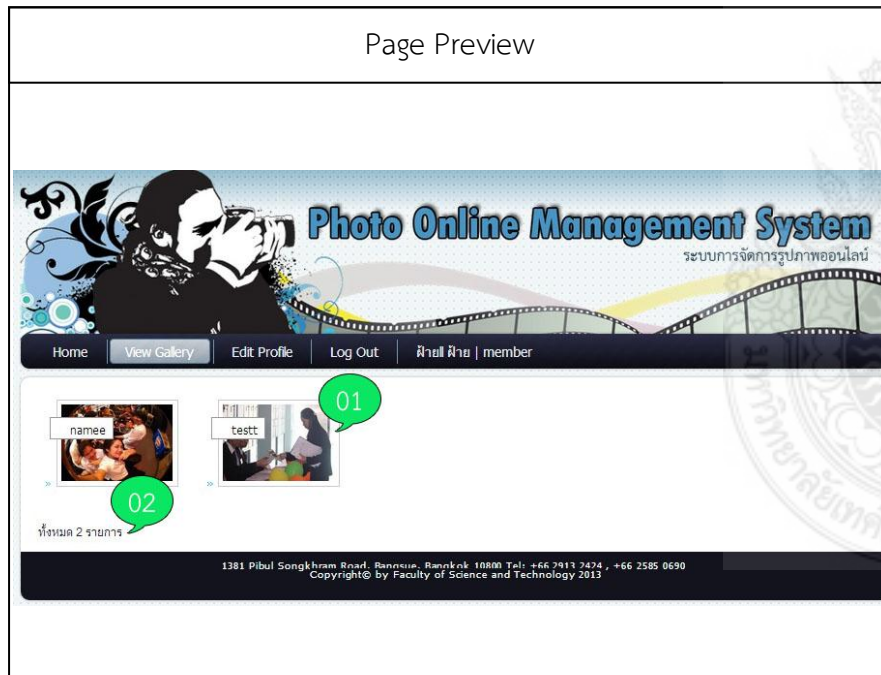 Page Preview
Photo Online Management System
ระบบการจัดการรูปภาพออนไลน์
Home View Gallery Edit Profile Log Out ฝ้ายll ฝ้าย | member
01
namee testt
»  »
02
ทั้งหมด 2 รายการ
1381 Pibul Songkhram Road, Bangsue, Bangkok 10800 Tel: +66 2913 2424 , +66 2585 0690
Copyright© by Faculty of Science and Technology 2013